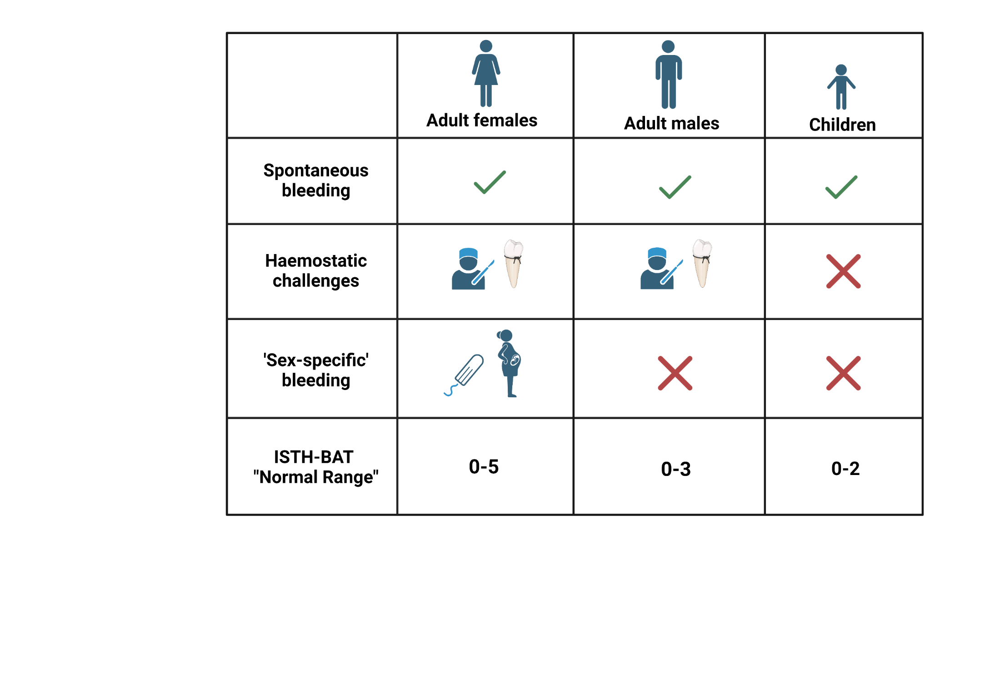 Adult females
Adult males
Children
Spontaneous
bleeding
Haemostatic
challenges
'Sex-specific'
bleeding
ISTH-BAT
"Normal Range"
0-5
0-3
0-2